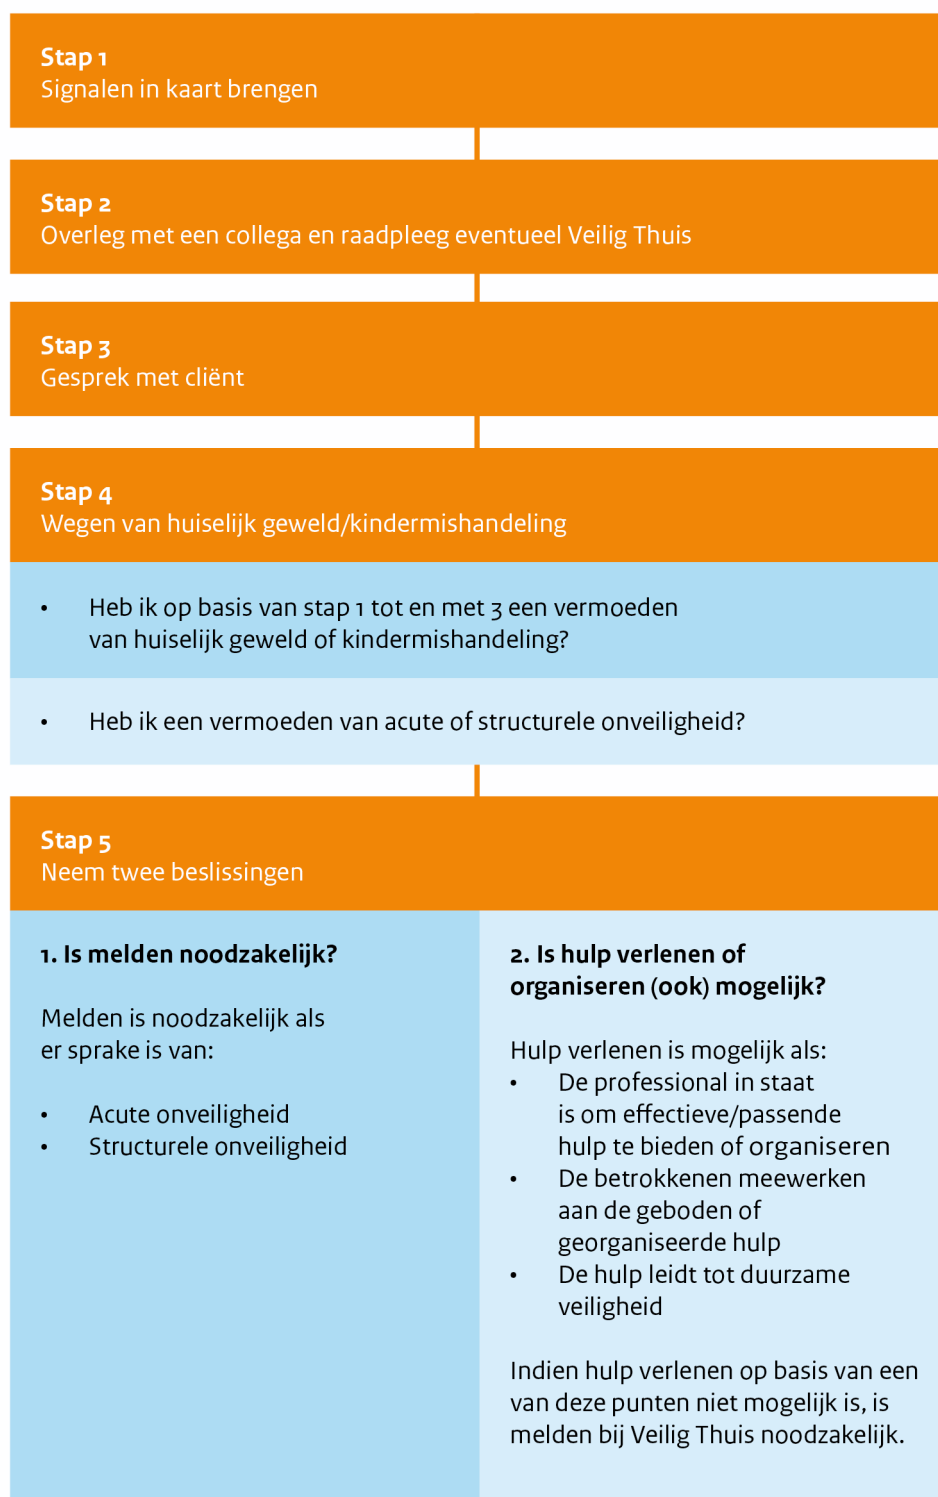 Stap 1
Signalen in kaart brengen
Stap 2
Overleg met een collega en raadpleeg eventueel Veilig Thuis
Stap 3
Gesprek met cliënt
Stap 4
Wegen van huiselijk geweld/kindermishandeling
• Heb ik op basis van stap 1 tot en met 3 een vermoeden
van huiselijk geweld of kindermishandeling?
• Heb ik een vermoeden van acute of structurele onveiligheid?
Stap 5
Neem twee beslissingen
1. Is melden noodzakelijk?
Melden is noodzakelijk als
er sprake is van:
• Acute onveiligheid
• Structurele onveiligheid
2. Is hulp verlenen of
organiseren (ook) mogelijk?
Hulp verlenen is mogelijk als:
• De professional in staat
is om effectieve/passende
hulp te bieden of organiseren
• De betrokkenen meewerken
aan de geboden of
georganiseerde hulp
• De hulp leidt tot duurzame
veiligheid
Indien hulp verlenen op basis van een
van deze punten niet mogelijk is, is
melden bij Veilig Thuis noodzakelijk.